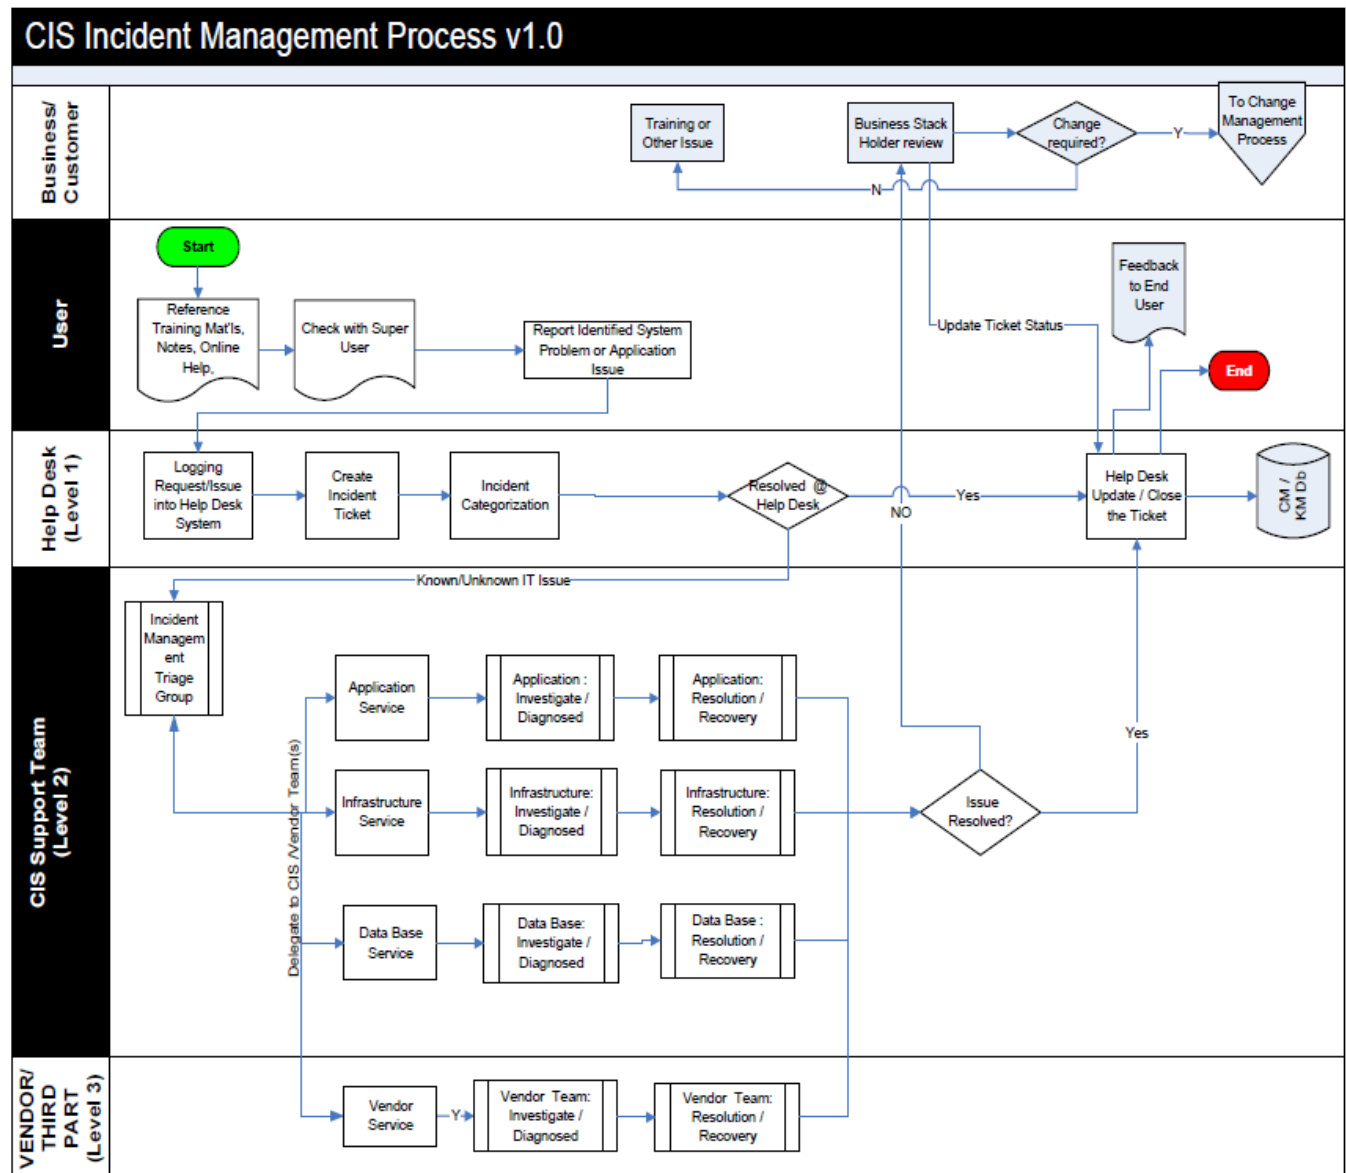 CIS Incident Management Process v1.0
Business/
Customer
Training or
Other Issue
Business Stack
Holder review
Change
required?
Y
To Change
Management
Process
N
User
Start
Reference
Training Mat'ls,
Notes, Online
Help,
Check with Super
User
Report Identified System
Problem or Application
Issue
Update Ticket Status
Feedback
to End
User
End
Help Desk
(Level 1)
Logging
Request/Issue
into Help Desk
System
Create
Incident
Ticket
Incident
Categorization
Resolved @
Help Desk
Yes
NO
Help Desk
Update / Close
the Ticket
CM /
KM Db
Known/Unknown IT Issue
CIS Support Team
(Level 2)
Incident
Managem
ent
Triage
Group
Delegate to CIS /Vendor Team(s)
Application
Service
Application :
Investigate /
Diagnosed
Application:
Resolution /
Recovery
Yes
Infrastructure
Service
Infrastructure:
Investigate /
Diagnosed
Infrastructure:
Resolution /
Recovery
Issue
Resolved?
Data Base
Service
Data Base:
Investigate /
Diagnosed
Data Base :
Resolution /
Recovery
VENDOR/
THIRD
PART
(Level 3)
Vendor
Service
Y
Vendor Team:
Investigate /
Diagnosed
Vendor Team:
Resolution /
Recovery